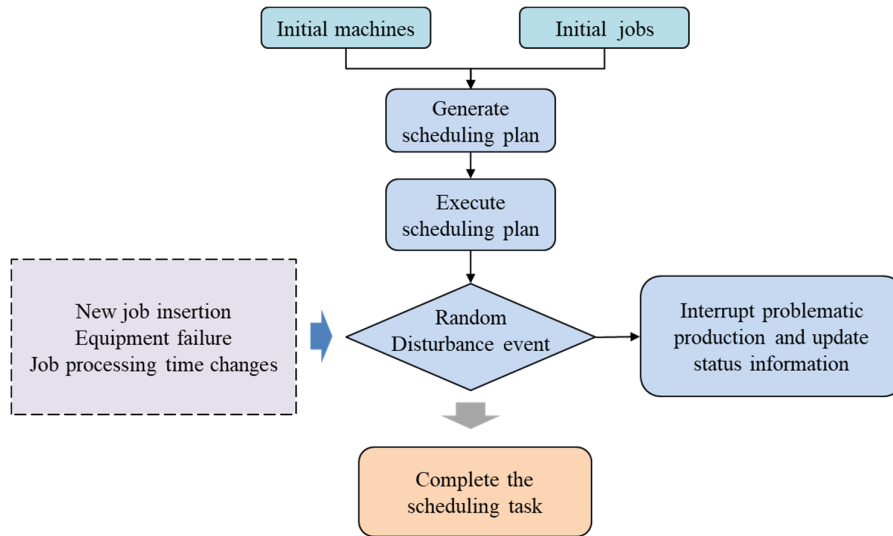 Initial machines
Initial jobs
Generate
scheduling plan
Execute
scheduling plan
New job insertion
Equipment failure
Job processing time changes
Random
Disturbance event
Interrupt problematic
production and update
status information
Complete the
scheduling task